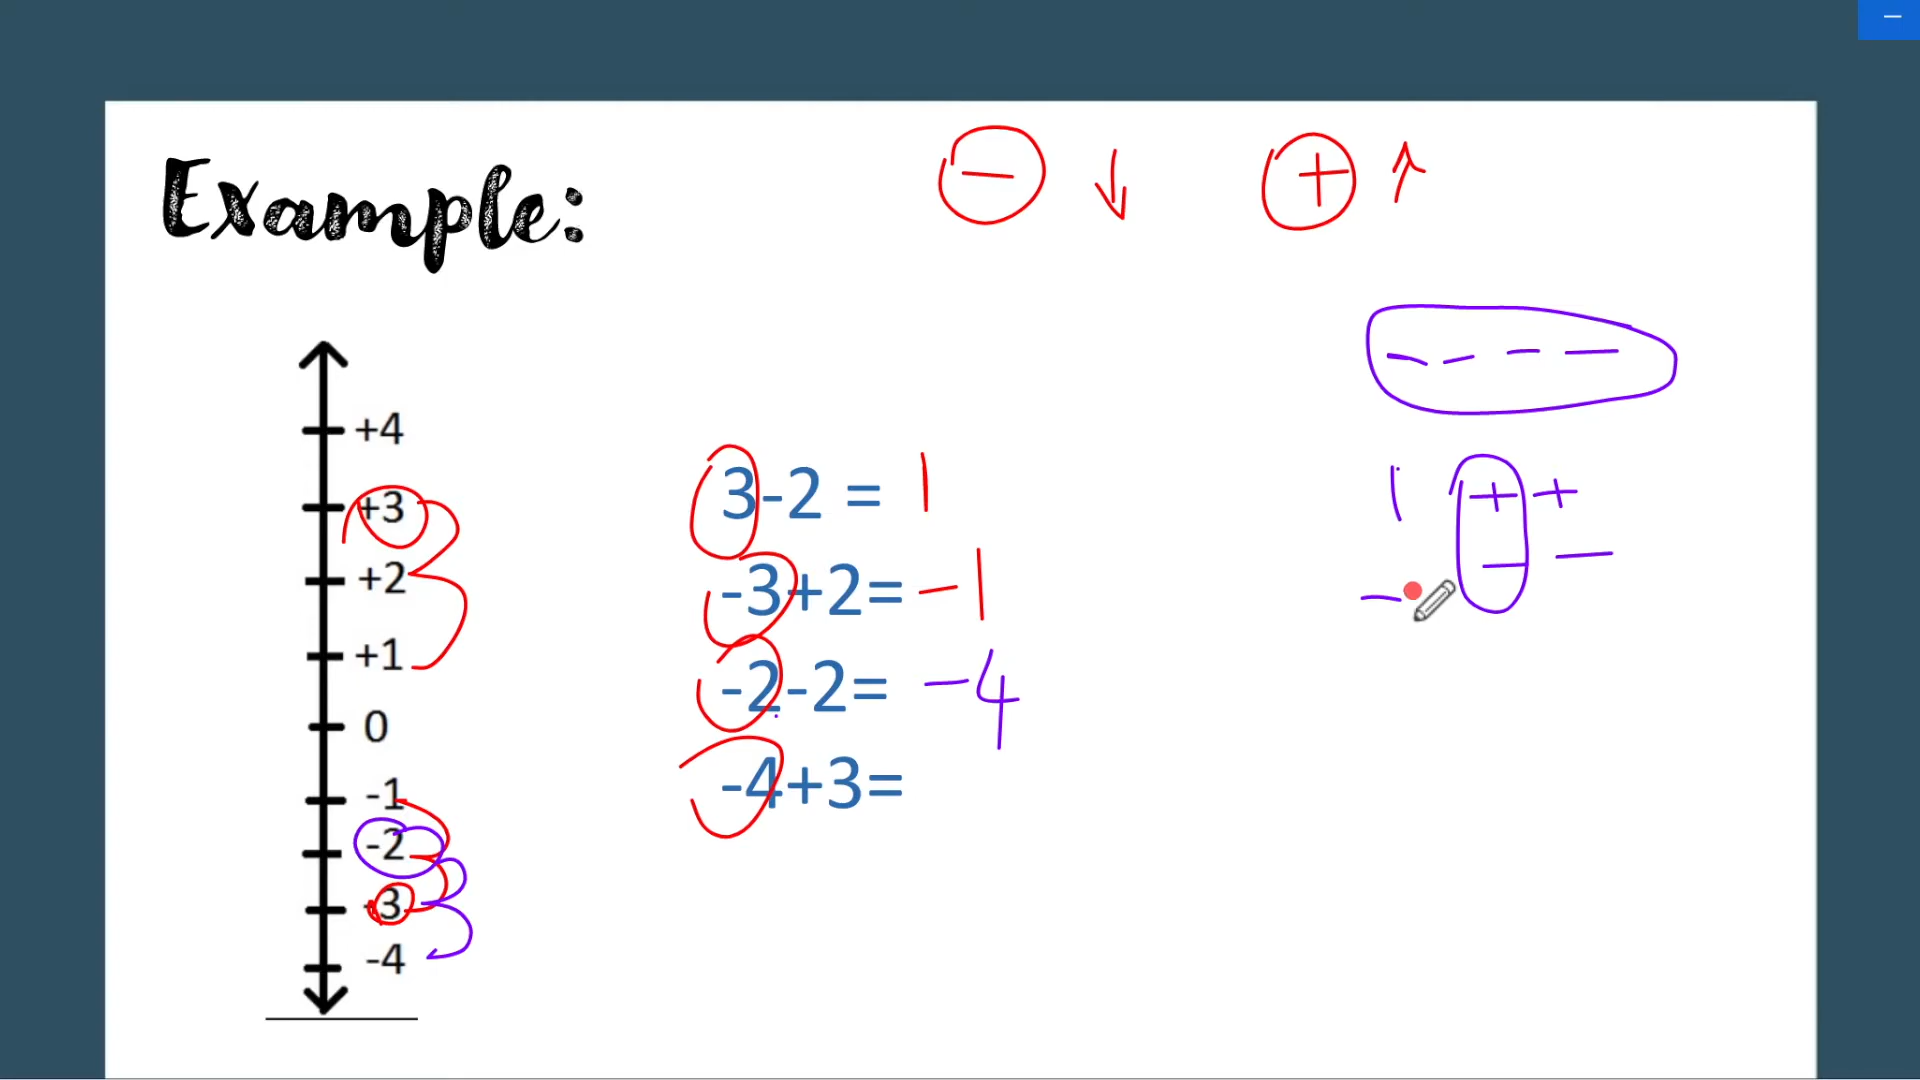 Example:
− ↓ + ↑
+4
+3
+2
+1
0
-1
-2
-3
-4
3-2 = 1
-3+2= -1
-2-2= -4
-4+3=
- - - -
1 + +
- - -